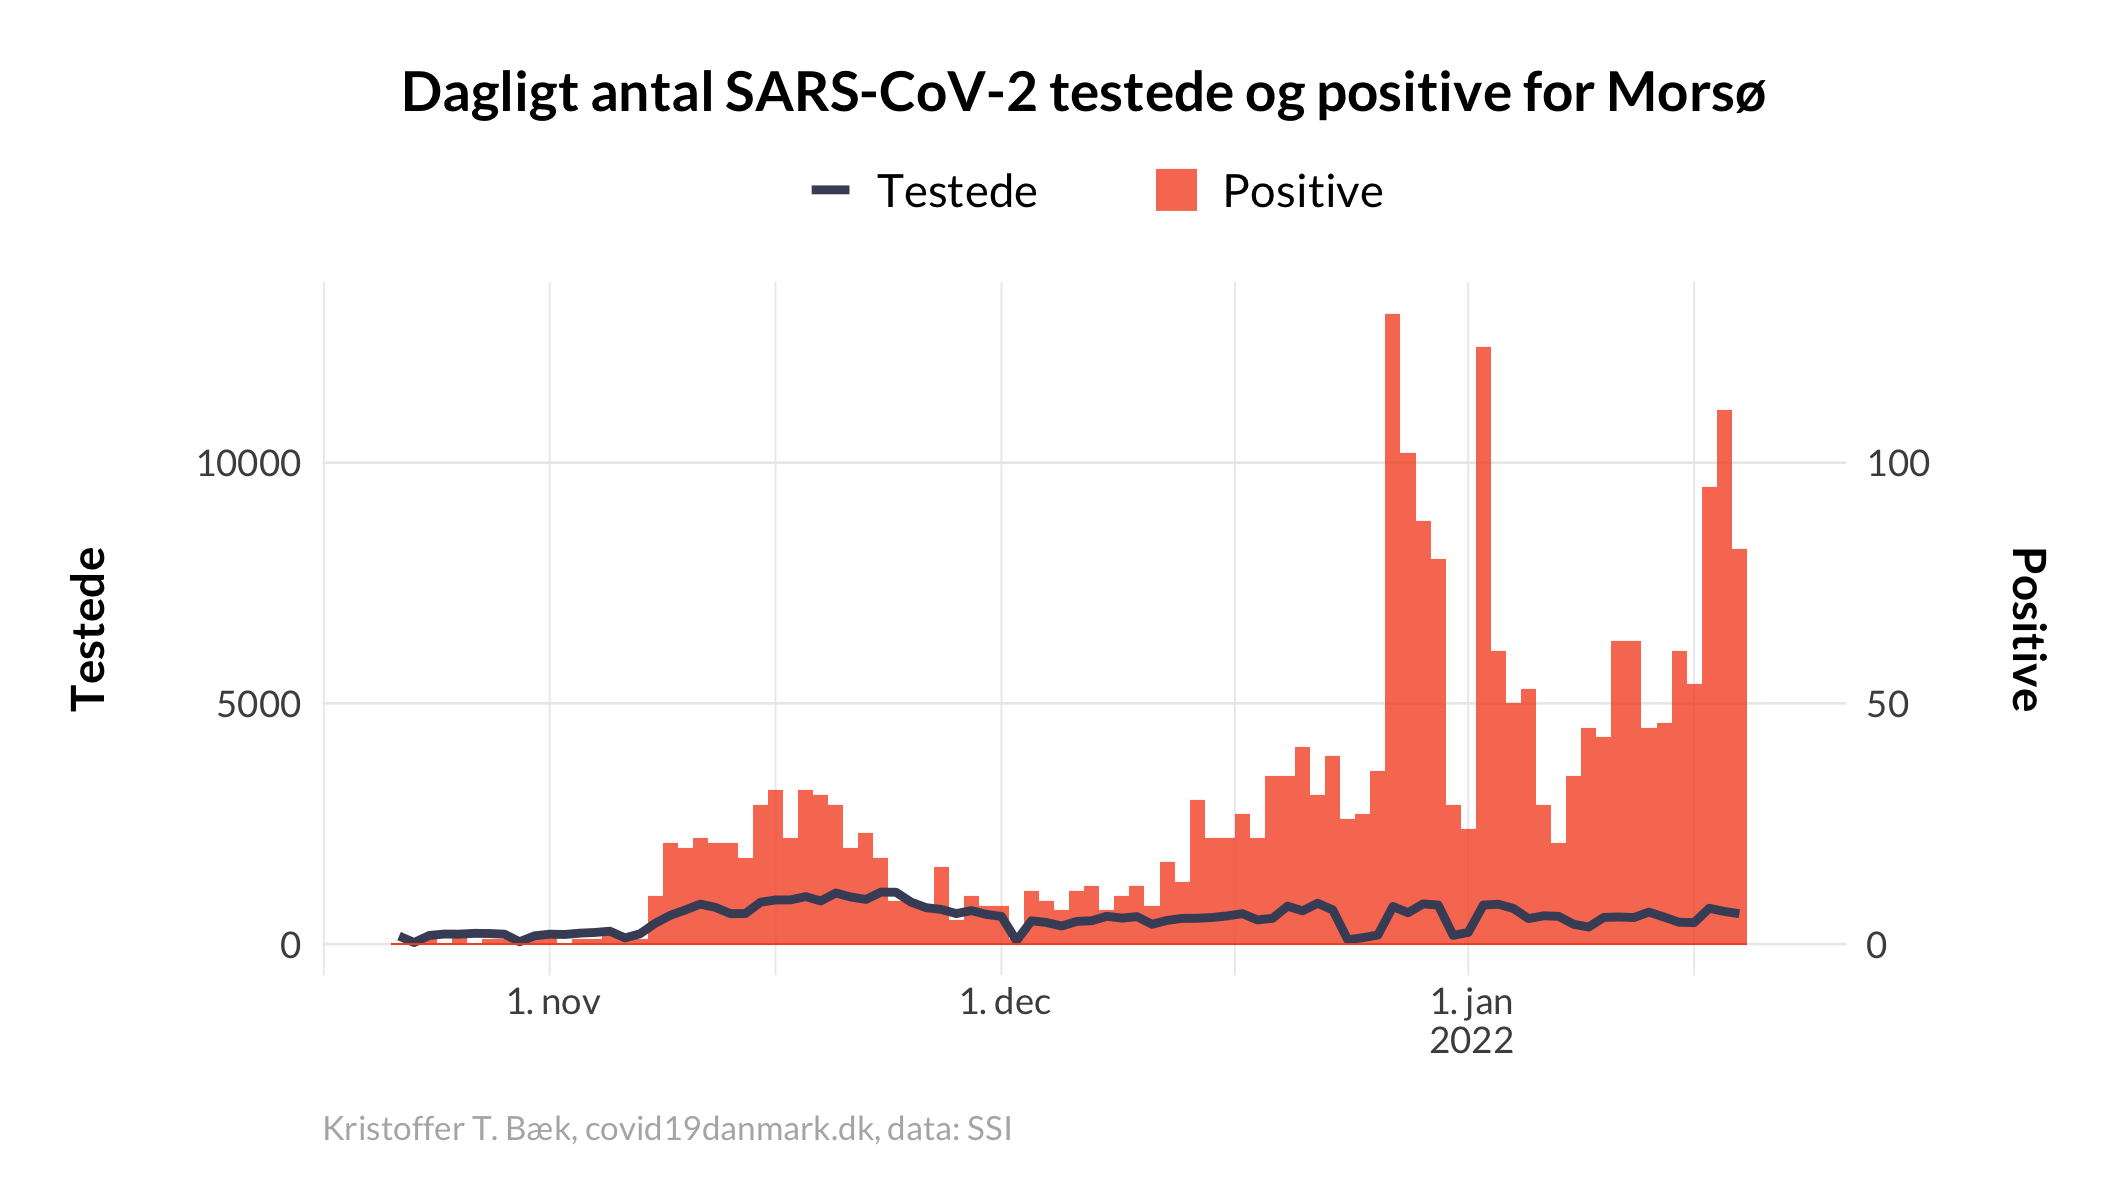 Dagligt antal SARS-CoV-2 testede og positive for Morsø
Testede
Positive
Testede
10000
5000
0
100
50
0
Positive
1. nov
1. dec
1. jan
2022
Kristoffer T. Bæk, covid19danmark.dk, data: SSI